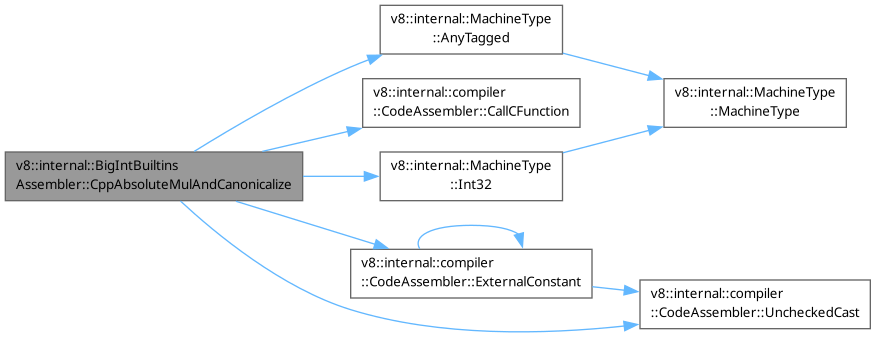 v8::internal::MachineType
::AnyTagged
v8::internal::compiler
::CodeAssembler::CallCFunction
v8::internal::MachineType
::MachineType
v8::internal::BigIntBuiltins
Assembler::CppAbsoluteMulAndCanonicalize
v8::internal::MachineType
::Int32
v8::internal::compiler
::CodeAssembler::ExternalConstant
v8::internal::compiler
::CodeAssembler::UncheckedCast